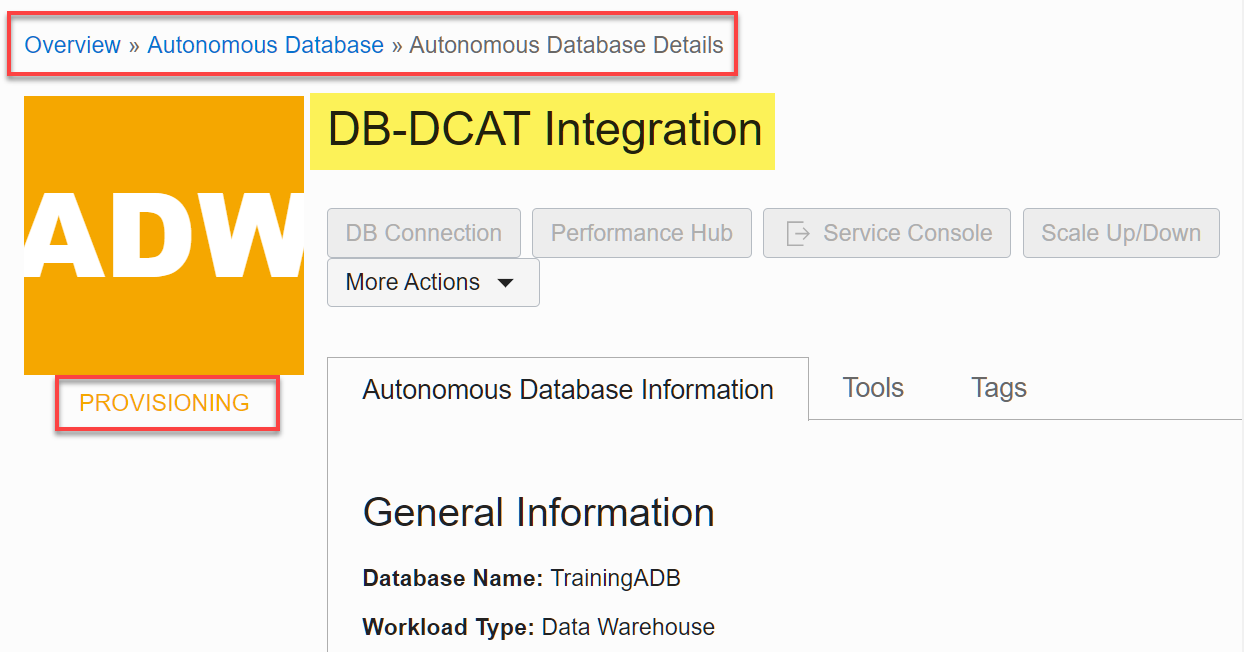 Overview » Autonomous Database » Autonomous Database Details
ADW
DB-DCAT Integration
DB Connection Performance Hub Service Console Scale Up/Down
More Actions
PROVISIONING
Autonomous Database Information Tools Tags
General Information
Database Name: TrainingADB
Workload Type: Data Warehouse